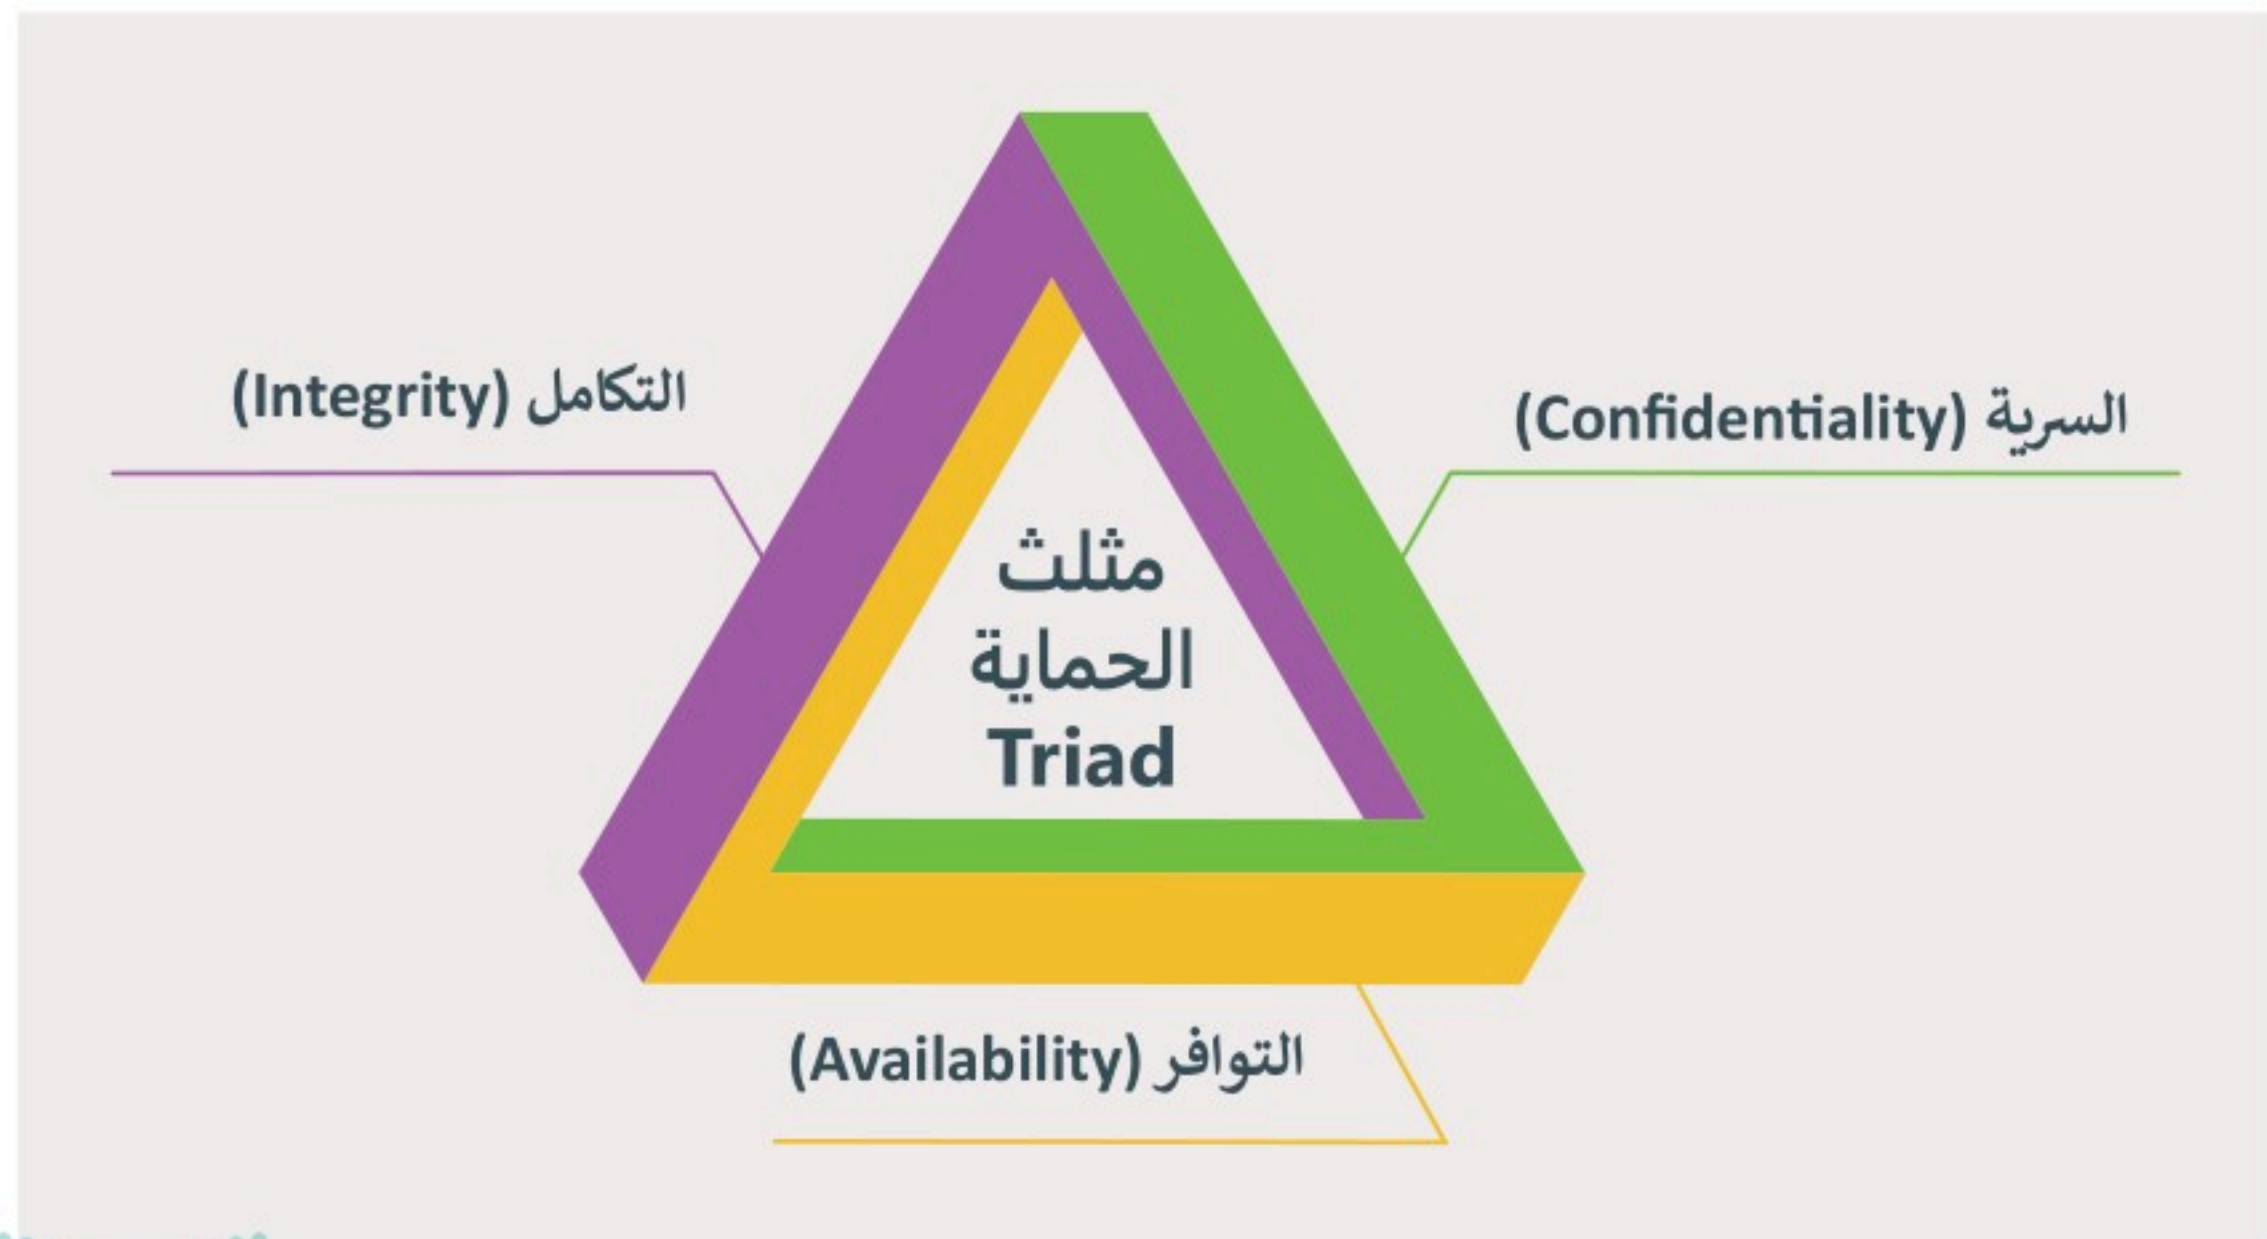 السرية (Confidentiality)
التكامل (Integrity)
مثلث
الحماية
Triad
التوافر (Availability)